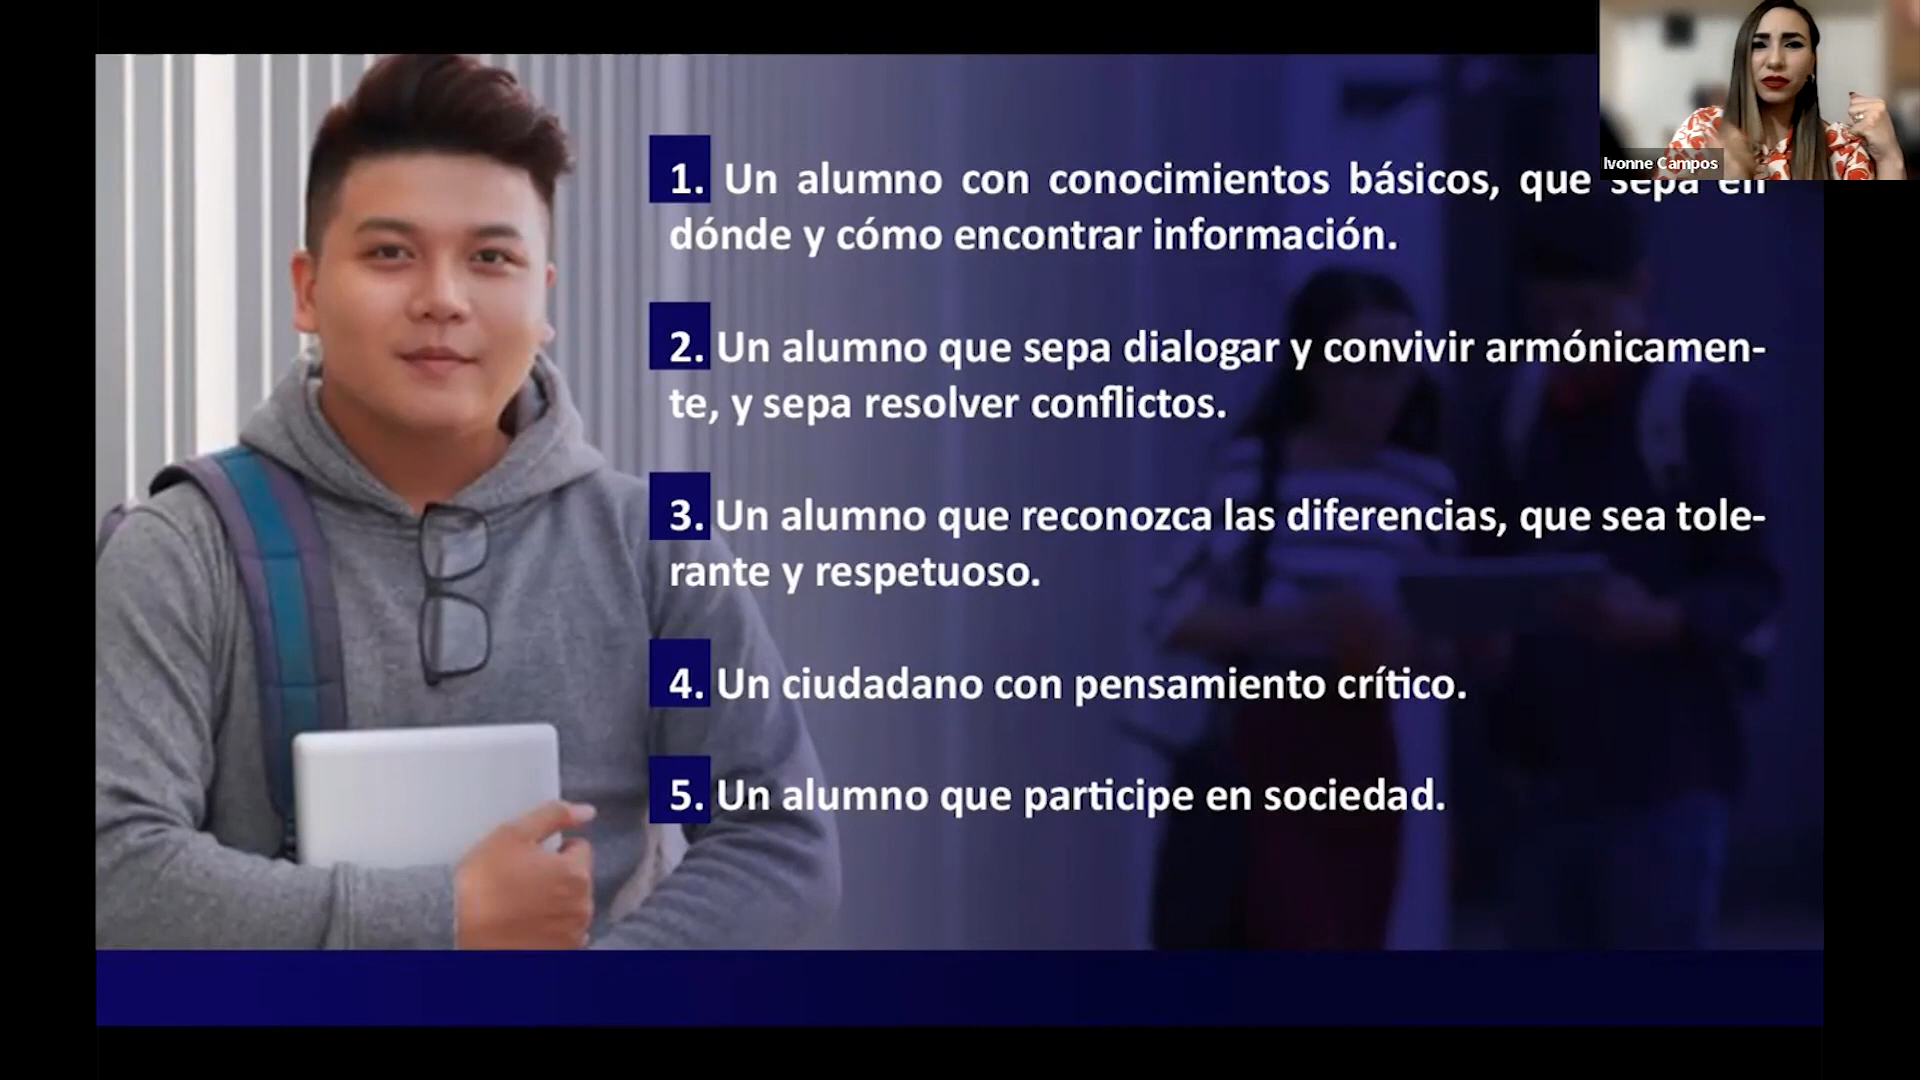 Ivonne Campos
1. Un alumno con conocimientos básicos, que sepa en
dónde y cómo encontrar información.
2. Un alumno que sepa dialogar y convivir armónicamen-
te, y sepa resolver conflictos.
3. Un alumno que reconozca las diferencias, que sea tole-
rante y respetuoso.
4. Un ciudadano con pensamiento crítico.
5. Un alumno que participe en sociedad.